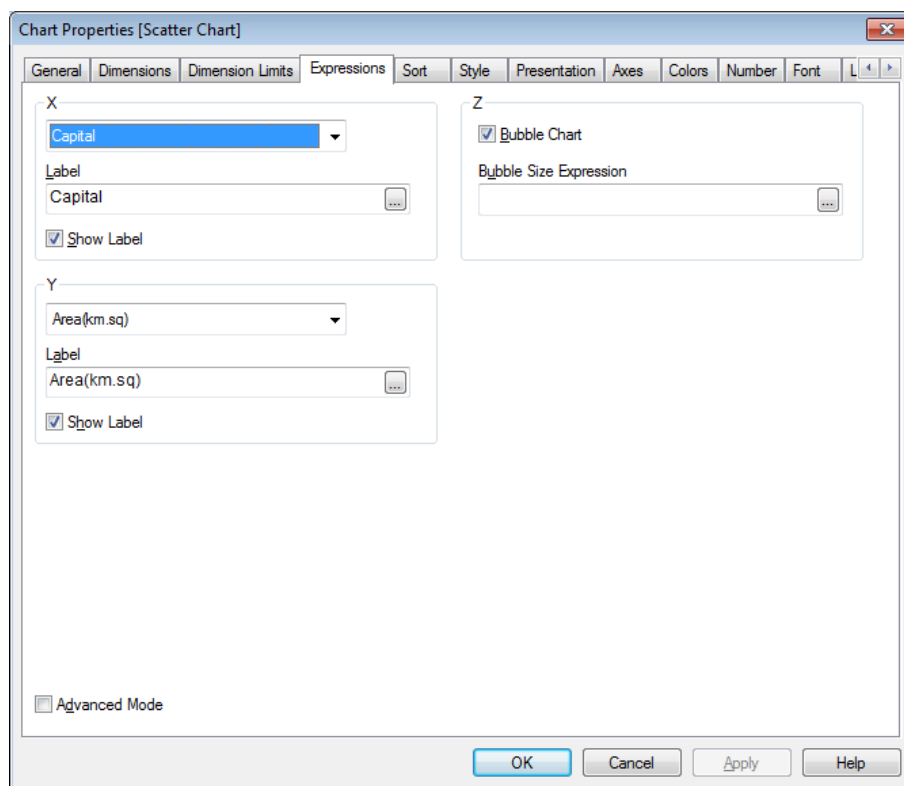 Chart Properties [Scatter Chart]
General Dimensions Dimension Limits Expressions Sort Style Presentation Axes Colors Number Font L
X
Capital
Label
Capital
Show Label
Z
Bubble Chart
Bubble Size Expression
...
...
Y
Area(km.sq)
Label
Area(km.sq)
...
Show Label
Advanced Mode
OK Cancel Apply Help